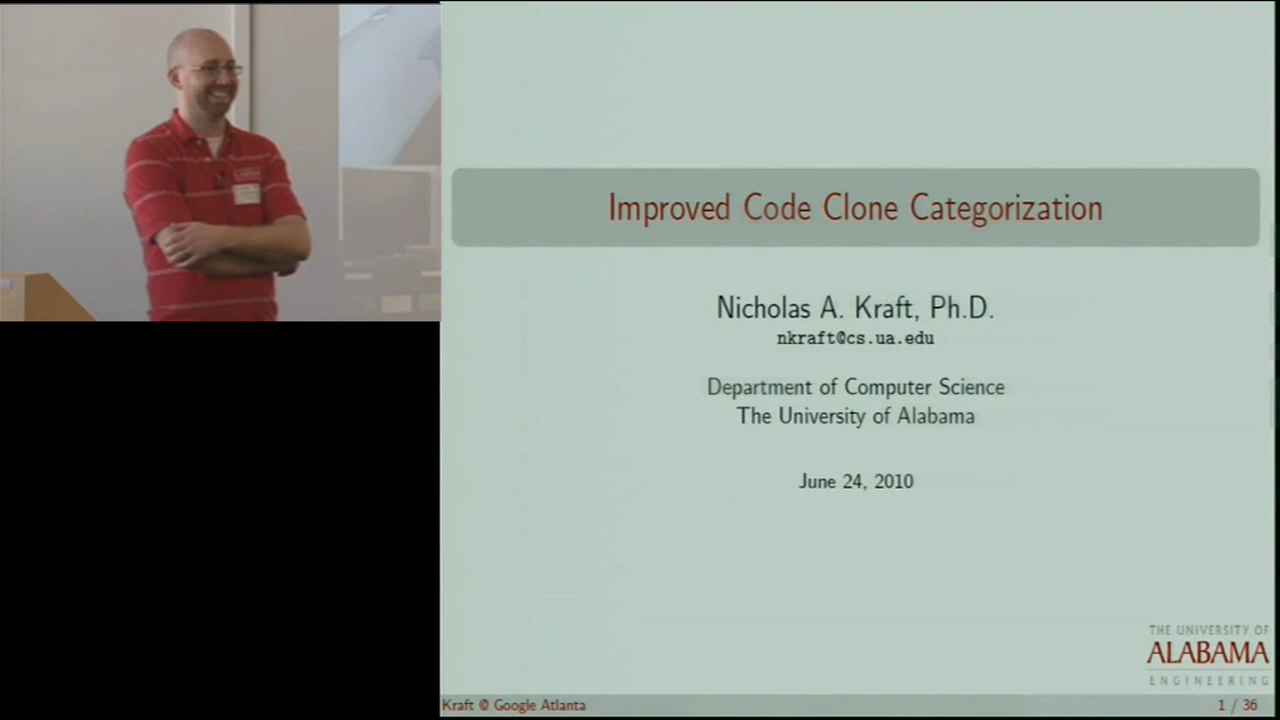 Improved Code Clone Categorization
Nicholas A. Kraft, Ph.D.
nkraft@cs.ua.edu
Department of Computer Science
The University of Alabama
June 24, 2010
THE UNIVERSITY OF
ALABAMA
ENGINEERING
Kraft @ Google Atlanta
1 / 36